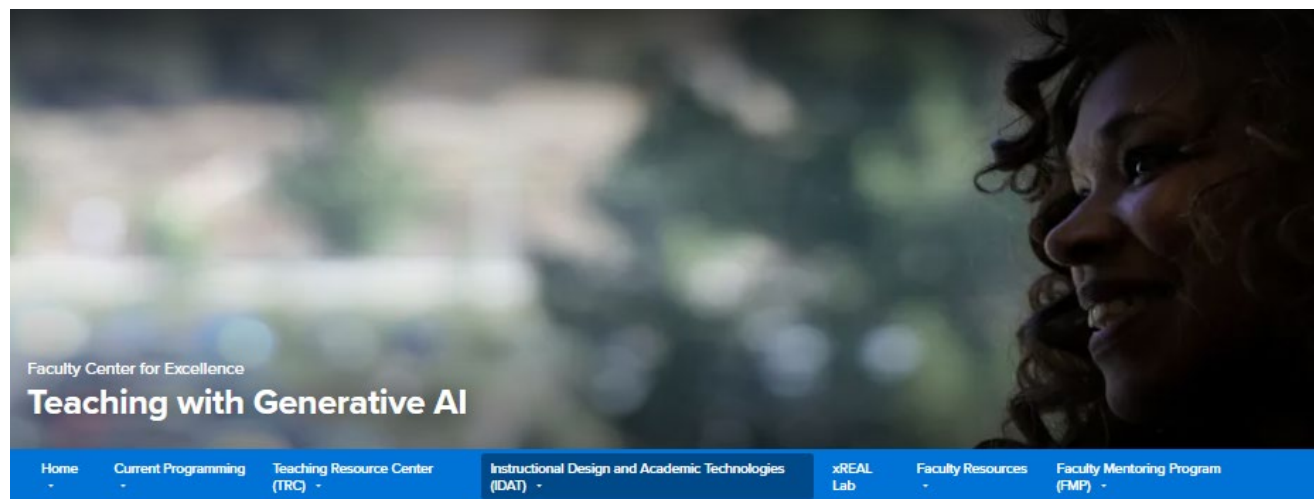 Faculty Center for Excellence
Teaching with Generative AI
Home
Current Programming
Teaching Resource Center
(TRC)
Instructional Design and Academic Technologies
(IDAT)
xREAL
Lab
Faculty Resources
Faculty Mentoring Program
(FMP)